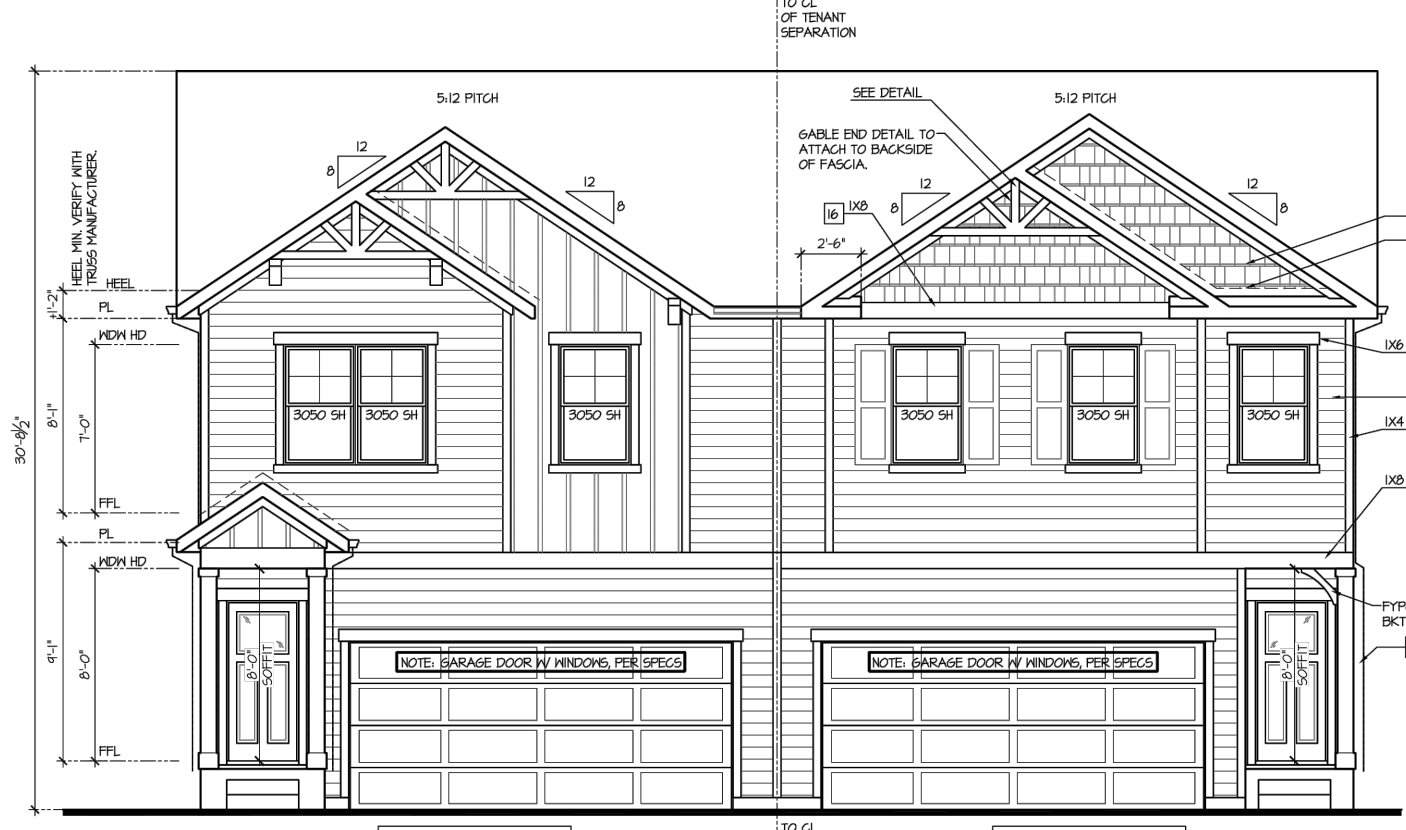 TO CL
OF TENANT
SEPARATION
5:12 PITCH
SEE DETAIL
5:12 PITCH
GABLE END DETAIL TO
ATTACH TO BACKSIDE
OF FASCIA.
HEEL MIN. VERIFY WITH
TRUSS MANUFACTURER.
12
8
12
8
12
8
12
8
16
1X8
2'-6"
HEEL
±1'-2"
PL
WDW HD
1X6
3050 SH
3050 SH
3050 SH
3050 SH
3050 SH
3050 SH
1X4
30'-8½"
8'-1"
7'-0"
1X8
FFL
PL
WDW HD
9'-1"
8'-0"
8'-0"
SOFFIT
NOTE: GARAGE DOOR W/ WINDOWS, PER SPECS
NOTE: GARAGE DOOR W/ WINDOWS, PER SPECS
8'-0"
SOFFIT
FYP
BKT
FFL
TO CL